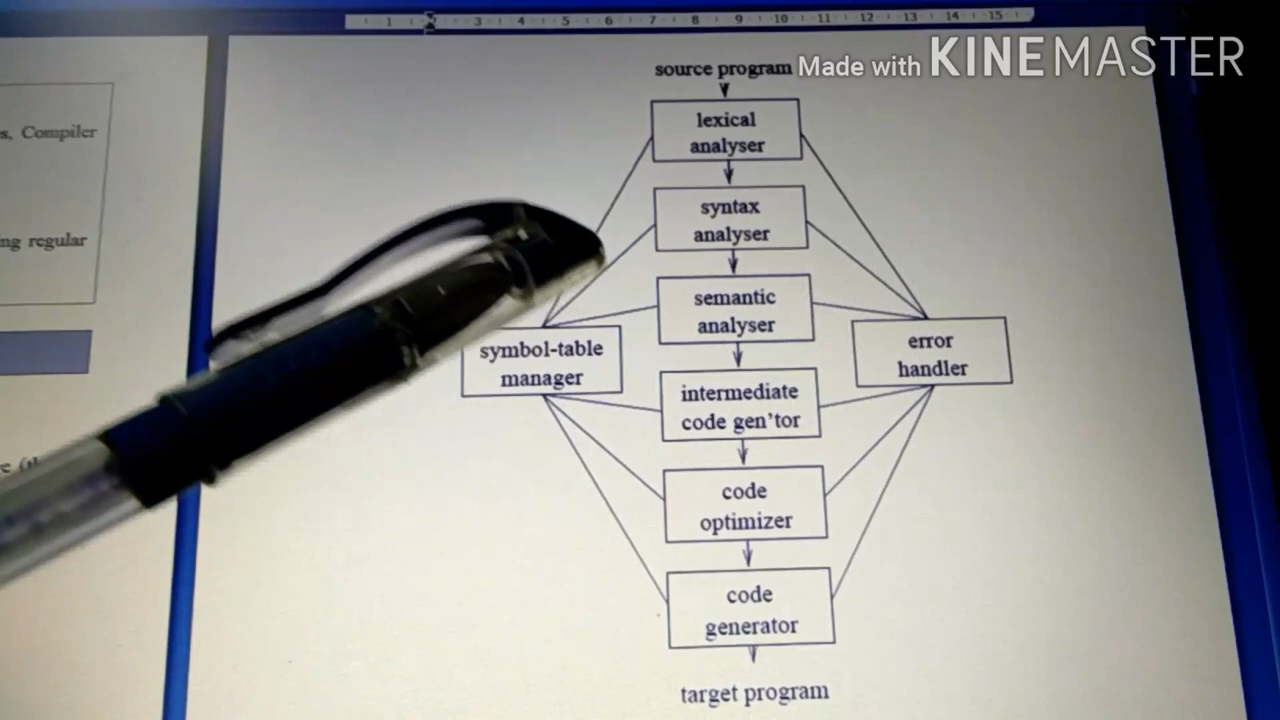 1 2 3 4 5 6 7 8 9 10 11 12 13 14 15
Made with KINEMASTER
s, Compiler
ng regular
source program
lexical
analyser
syntax
analyser
semantic
analyser
symbol-table
manager
error
handler
intermediate
code gen'tor
code
optimizer
code
generator
target program